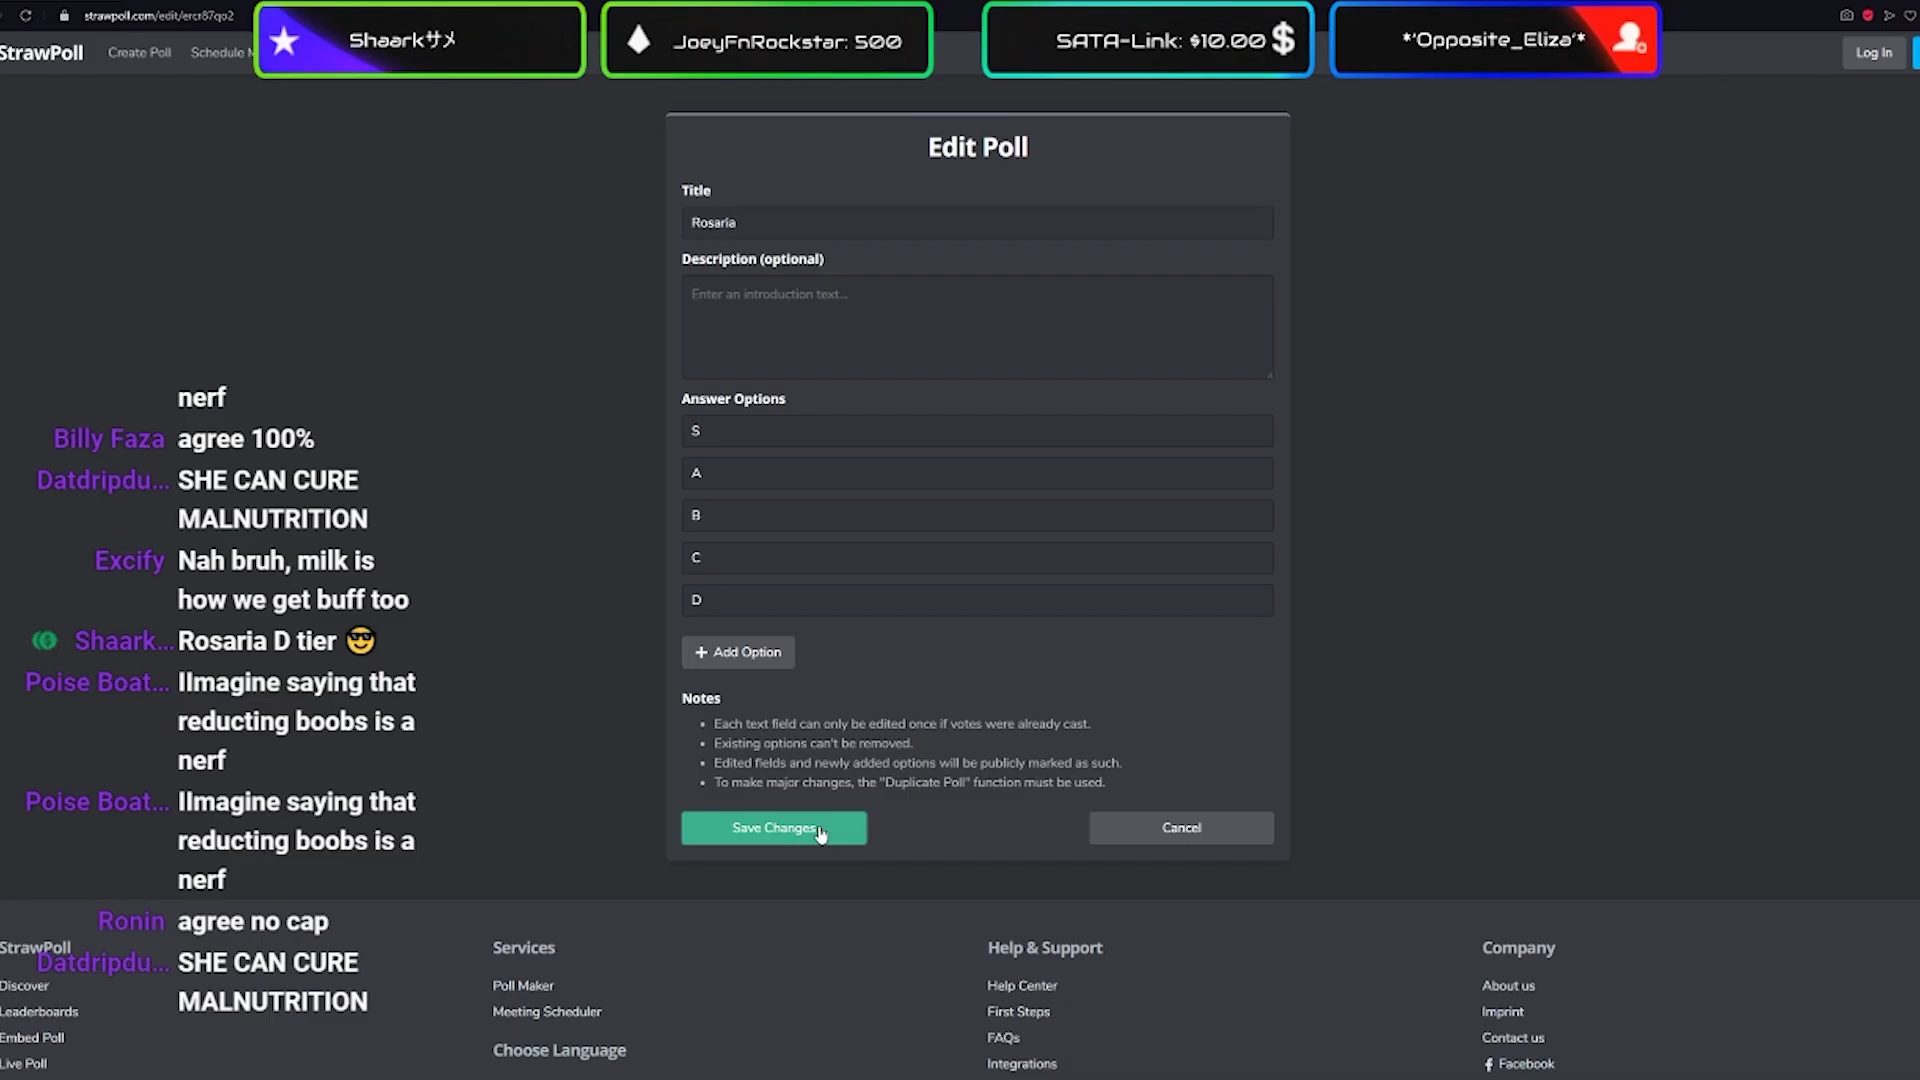 strawpoll.com/edit/ercr87qo2
Shaarkサメ
JoeyFnRockstar: 500
SATA-Link: $10.00 $
*'Opposite_Eliza'*
StrawPoll
Create Poll
Schedule M
Log In
Edit Poll
Title
Rosaria
Description (optional)
Enter an introduction text...
Answer Options
S
A
B
C
D
+ Add Option
Notes
• Each text field can only be edited once if votes were already cast.
• Existing options can't be removed.
• Edited fields and newly added options will be publicly marked as such.
• To make major changes, the "Duplicate Poll" function must be used.
Save Changes
Cancel
nerf
Billy Faza agree 100%
Datdripdu... SHE CAN CURE
MALNUTRITION
Excify Nah bruh, milk is
how we get buff too
Shaark... Rosaria D tier 😎
Poise Boat... IImagine saying that
reducting boobs is a
nerf
Poise Boat... IImagine saying that
reducting boobs is a
nerf
Ronin agree no cap
Datdripdu... SHE CAN CURE
MALNUTRITION
StrawPoll
Discover
Leaderboards
Embed Poll
Live Poll
Services
Poll Maker
Meeting Scheduler
Choose Language
Help & Support
Help Center
First Steps
FAQs
Integrations
Company
About us
Imprint
Contact us
Facebook